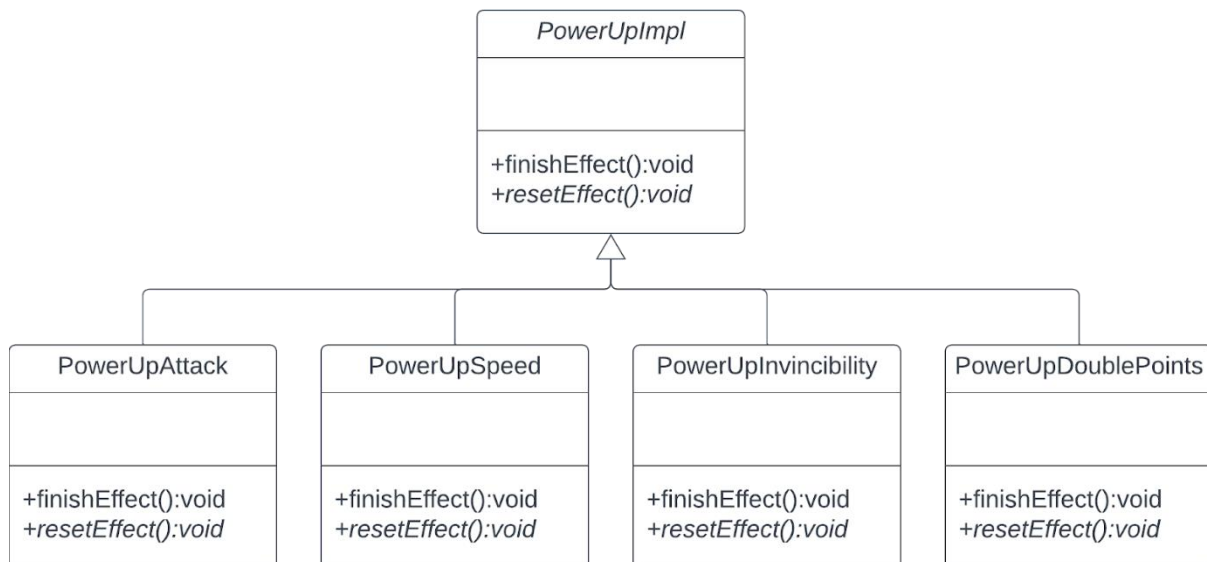 PowerUpImpl
+finishEffect():void
+resetEffect():void
PowerUpAttack
+finishEffect():void
+resetEffect():void
PowerUpSpeed
+finishEffect():void
+resetEffect():void
PowerUpInvincibility
+finishEffect():void
+resetEffect():void
PowerUpDoublePoints
+finishEffect():void
+resetEffect():void